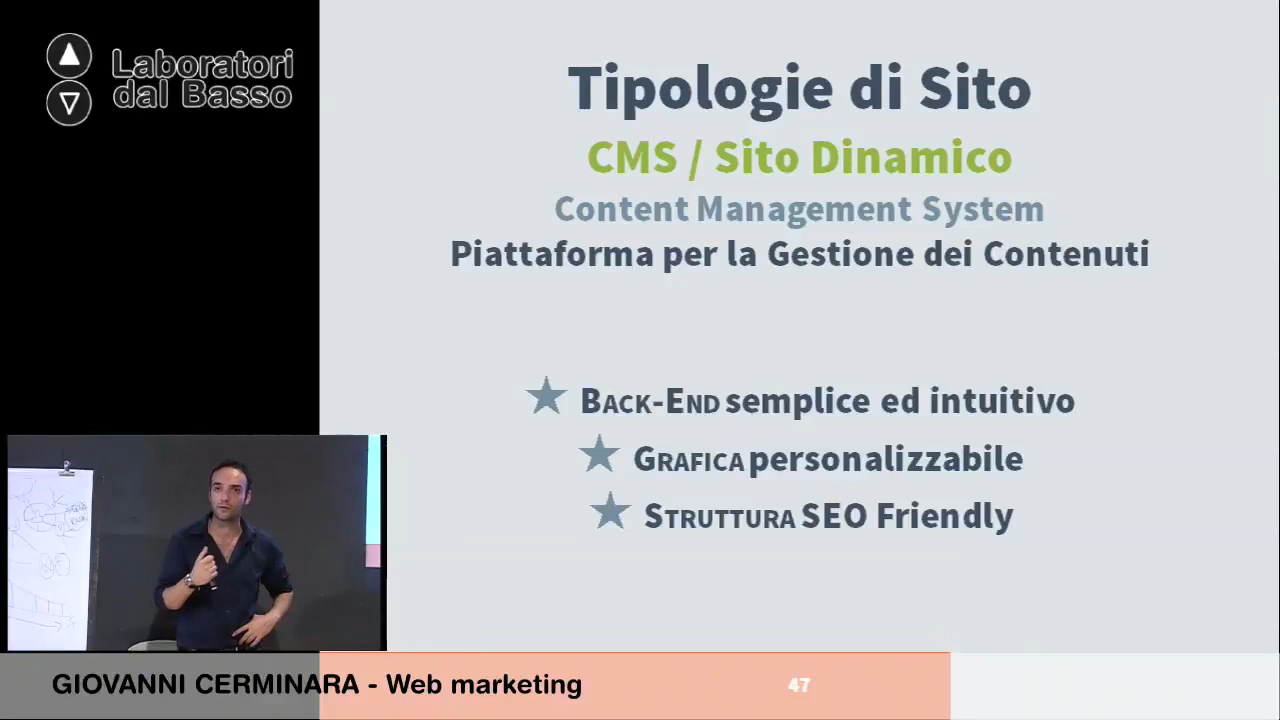 Laboratori
dal Basso
Tipologie di Sito
CMS / Sito Dinamico
Content Management System
Piattaforma per la Gestione dei Contenuti
★ BACK-END semplice ed intuitivo
★ GRAFICA personalizzabile
★ STRUTTURA SEO Friendly
GIOVANNI CERMINARA - Web marketing
47